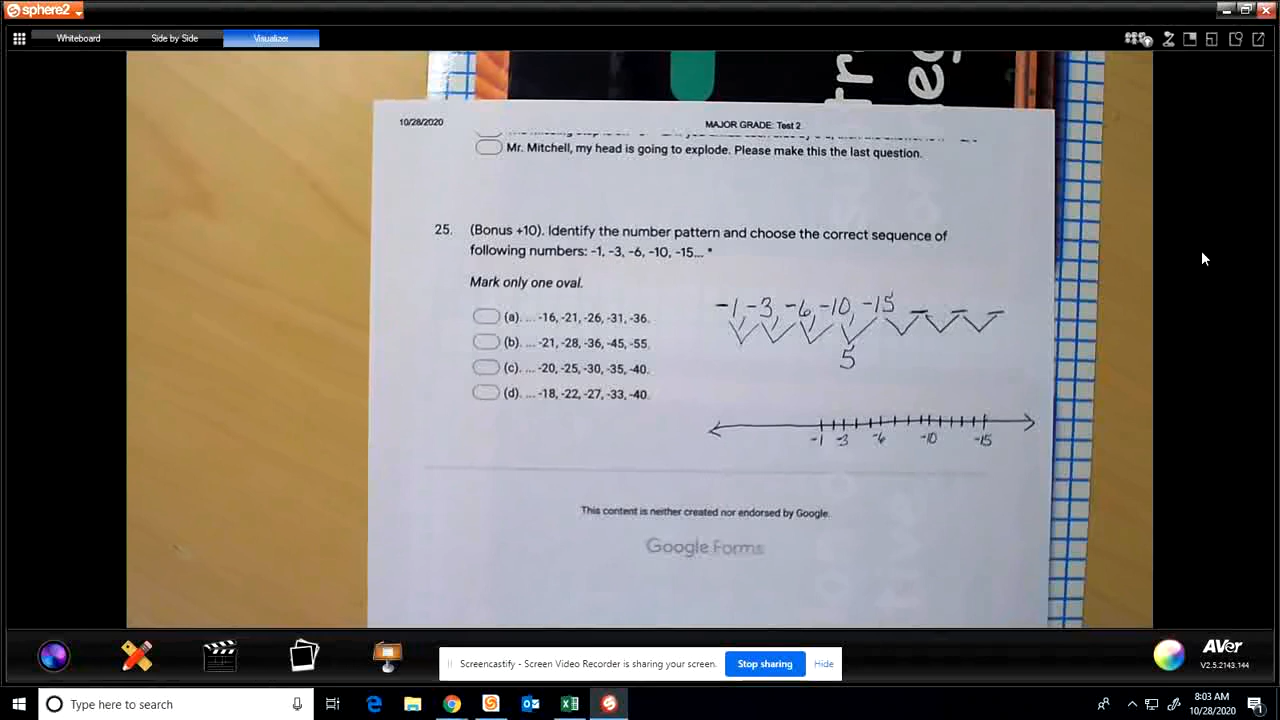 sphere2
Whiteboard Side by Side Visualizer
10/28/2020 MAJOR GRADE: Test 2
Mr. Mitchell, my head is going to explode. Please make this the last question.
25. (Bonus +10). Identify the number pattern and choose the correct sequence of
following numbers: -1, -3, -6, -10, -15... *
Mark only one oval.
-1, -3, -6, -10, -15
(a). ... -16, -21, -26, -31, -36.
(b). ... -21, -28, -36, -45, -55.
5
(c). ... -20, -25, -30, -35, -40.
(d). ... -18, -22, -27, -33, -40.
-1 -3 -6 -10 -15
This content is neither created nor endorsed by Google.
Google Forms
Screencastify - Screen Video Recorder is sharing your screen. Stop sharing Hide
AVer
V2.5.2143.144
Type here to search
8:03 AM
10/28/2020
1